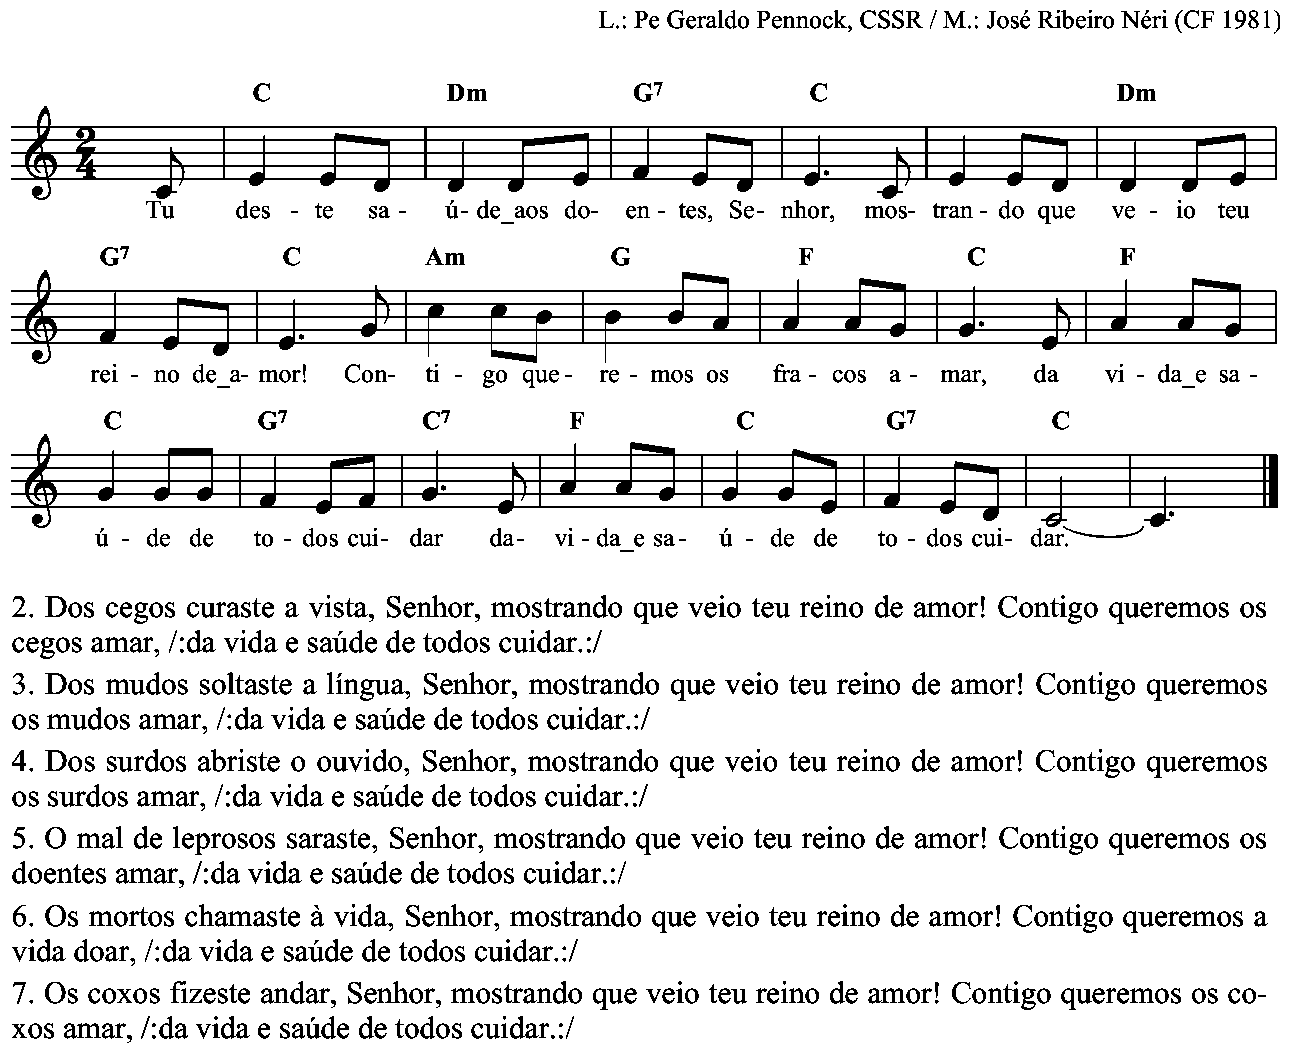 L.: Pe Geraldo Pennock, CSSR / M.: José Ribeiro Néri (CF 1981)
C Dm G7 C Dm
2 4
Tu des - te sa - ú - de_aos do - en - tes, Se - nhor, mos - tran - do que ve - io teu
G7 C Am G F C F
rei - no de_a - mor! Con - ti - go que - re - mos os fra - cos a - mar, da vi - da_e sa -
C G7 C7 F C G7 C
ú - de de to - dos cui - dar da - vi - da_e sa - ú - de de to - dos cui - dar.
2. Dos cegos curaste a vista, Senhor, mostrando que veio teu reino de amor! Contigo queremos os
cegos amar, /:da vida e saúde de todos cuidar.:/
3. Dos mudos soltaste a língua, Senhor, mostrando que veio teu reino de amor! Contigo queremos
os mudos amar, /:da vida e saúde de todos cuidar.:/
4. Dos surdos abriste o ouvido, Senhor, mostrando que veio teu reino de amor! Contigo queremos
os surdos amar, /:da vida e saúde de todos cuidar.:/
5. O mal de leprosos saraste, Senhor, mostrando que veio teu reino de amor! Contigo queremos os
doentes amar, /:da vida e saúde de todos cuidar.:/
6. Os mortos chamaste à vida, Senhor, mostrando que veio teu reino de amor! Contigo queremos a
vida doar, /:da vida e saúde de todos cuidar.:/
7. Os coxos fizeste andar, Senhor, mostrando que veio teu reino de amor! Contigo queremos os co-
xos amar, /:da vida e saúde de todos cuidar.:/